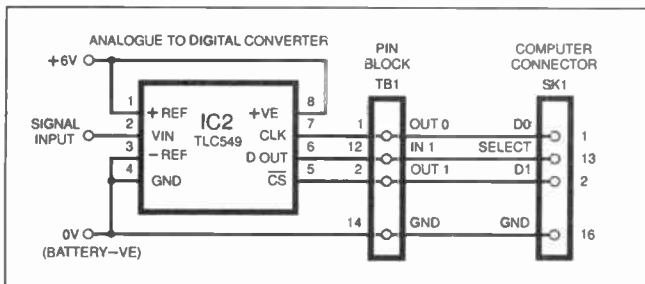 ANALOGUE TO DIGITAL CONVERTER
PIN
BLOCK
TB1
COMPUTER
CONNECTOR
SK1
+6V
SIGNAL
INPUT
0V
(BATTERY–VE)
1
2
3
4
+ REF
VIN
– REF
GND
IC2
TLC549
+VE
CLK
D OUT
CS
8
7
6
5
1 OUT 0 D0 1
12 IN 1 SELECT 13
2 OUT 1 D1 2
14 GND GND 16